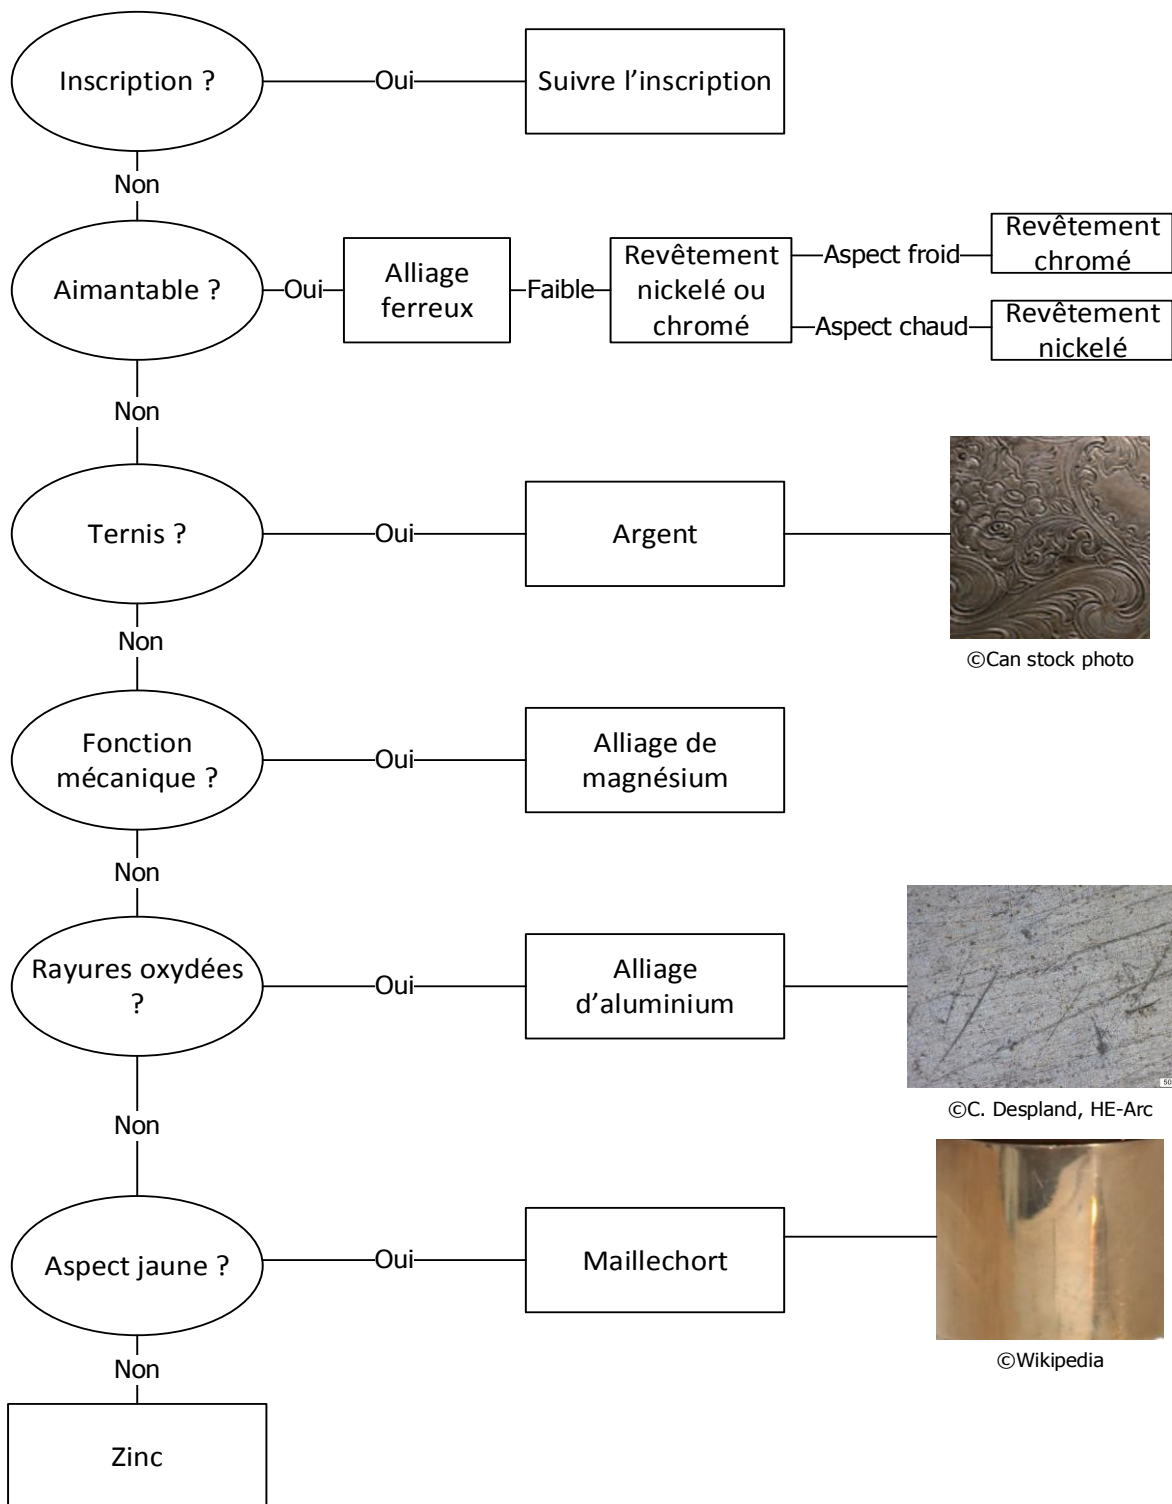 Inscription ?
Oui
Suivre l’inscription
Non
Aimantable ?
Oui
Alliage
ferreux
Faible
Revêtement
nickelé ou
chromé
Aspect froid
Revêtement
chromé
Aspect chaud
Revêtement
nickelé
Non
Ternis ?
Oui
Argent
©Can stock photo
Non
Fonction
mécanique ?
Oui
Alliage de
magnésium
Non
Rayures oxydées
?
Oui
Alliage
d’aluminium
50
©C. Despland, HE-Arc
Non
Aspect jaune ?
Oui
Maillechort
©Wikipedia
Non
Zinc